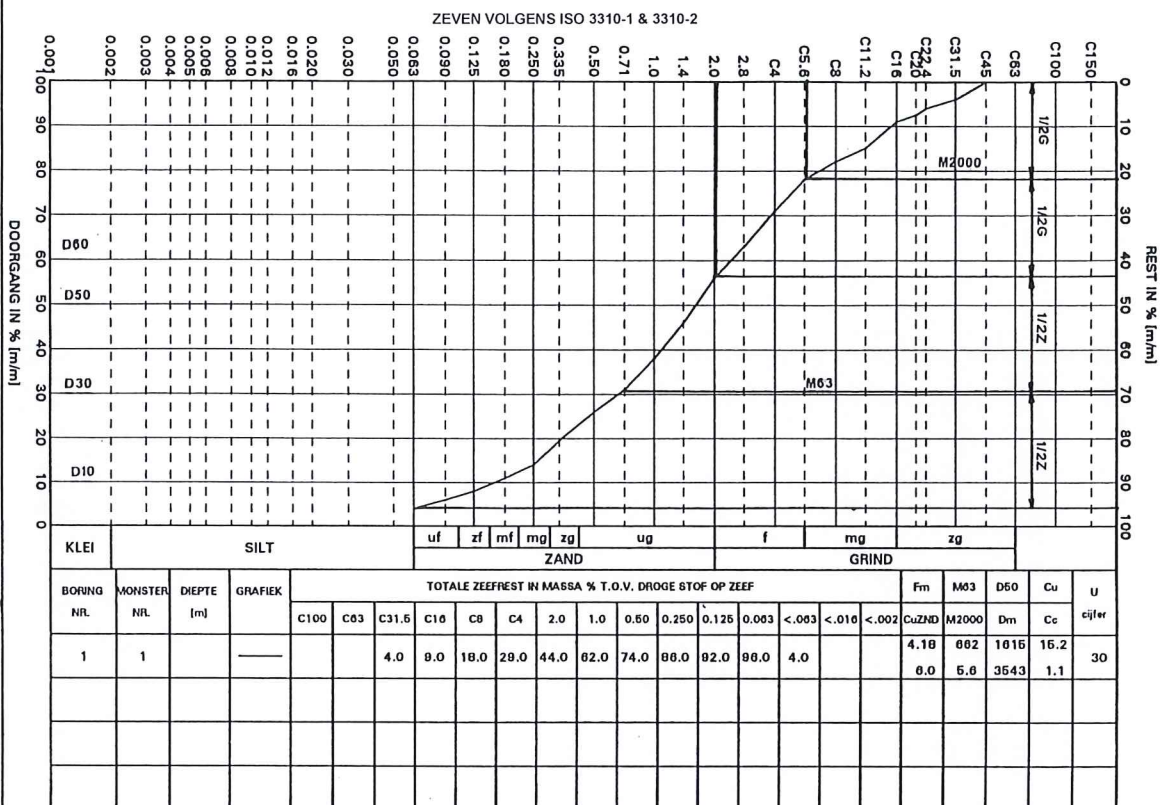 ZEVEN VOLGENS ISO 3310-1 & 3310-2
0.001 0.002 0.003 0.004 0.005 0.006 0.008 0.010 0.012 0.016 0.020 0.030 0.050 0.063 0.090 0.125 0.180 0.250 0.335 0.50 0.71 1.0 1.4 2.0 2.8 C4 C5.6 C8 C11.2 C16 C20 C22.4 C31.5 C45 C63 C100 C150
100 90 80 70 60 50 40 30 20 10 0
DOORGANG IN % [m/m]
D60
D50
D30
D10
M2000
M63
1/2G
1/2G
1/2Z
1/2Z
0 10 20 30 40 50 60 70 80 90 100
REST IN % [m/m]
KLEI SILT uf zf mf mg zg ug f mg zg
ZAND GRIND
BORING NR. MONSTER NR. DIEPTE [m] GRAFIEK TOTALE ZEEFREST IN MASSA % T.O.V. DROGE STOF OP ZEEF Fm M63 D50 Cu U cijfer
C100 C63 C31.5 C16 C8 C4 2.0 1.0 0.50 0.250 0.125 0.063 <.063 <.016 <.002 CuZND M2000 Dm Cc
1 1 4.0 9.0 18.0 29.0 44.0 62.0 74.0 86.0 92.0 96.0 4.0 4.18 662 1615 15.2 30
6.0 5.6 3543 1.1